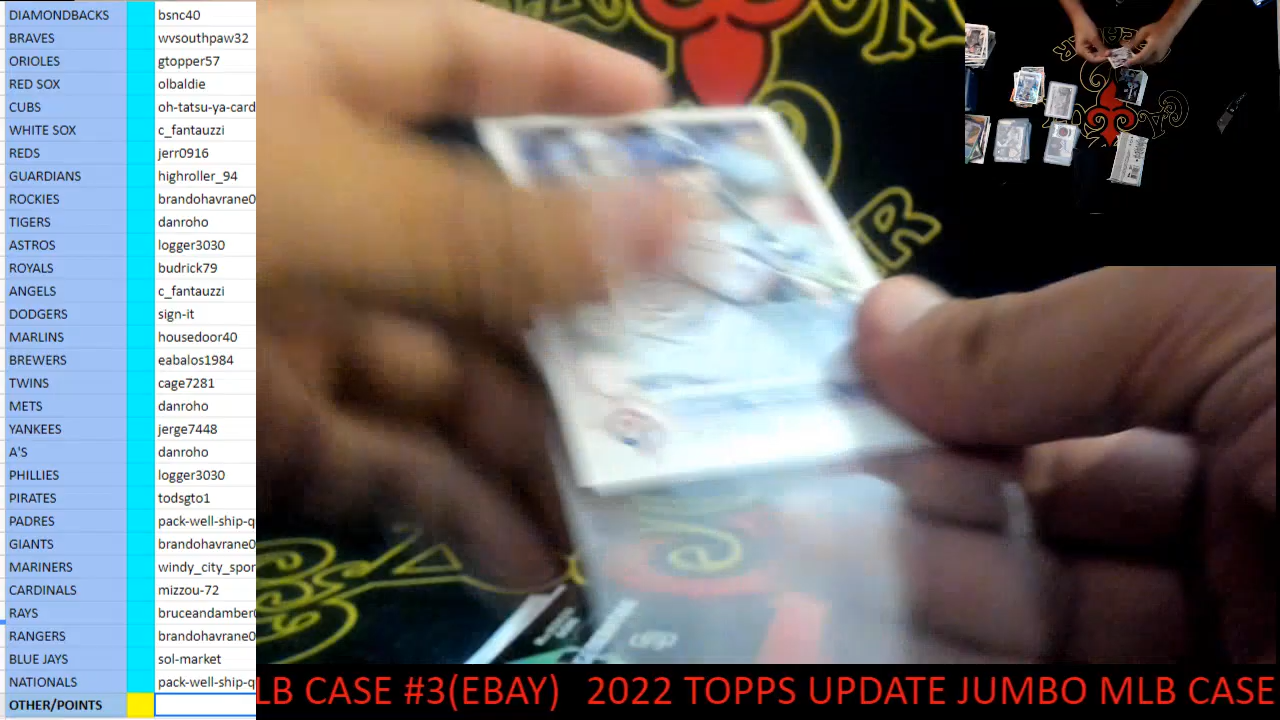 DIAMONDBACKS bsnc40
BRAVES wvsouthpaw32
ORIOLES gtopper57
RED SOX olbaldie
CUBS oh-tatsu-ya-card
WHITE SOX c_fantauzzi
REDS jerr0916
GUARDIANS highroller_94
ROCKIES brandohavrane0
TIGERS danroho
ASTROS logger3030
ROYALS budrick79
ANGELS c_fantauzzi
DODGERS sign-it
MARLINS housedoor40
BREWERS eabalos1984
TWINS cage7281
METS danroho
YANKEES jerge7448
A'S danroho
PHILLIES logger3030
PIRATES todsgto1
PADRES pack-well-ship-q
GIANTS brandohavrane0
MARINERS windy_city_spor
CARDINALS mizzou-72
RAYS bruceandamber
RANGERS brandohavrane0
BLUE JAYS sol-market
NATIONALS pack-well-ship-q
OTHER/POINTS
LB CASE #3(EBAY) 2022 TOPPS UPDATE JUMBO MLB CASE